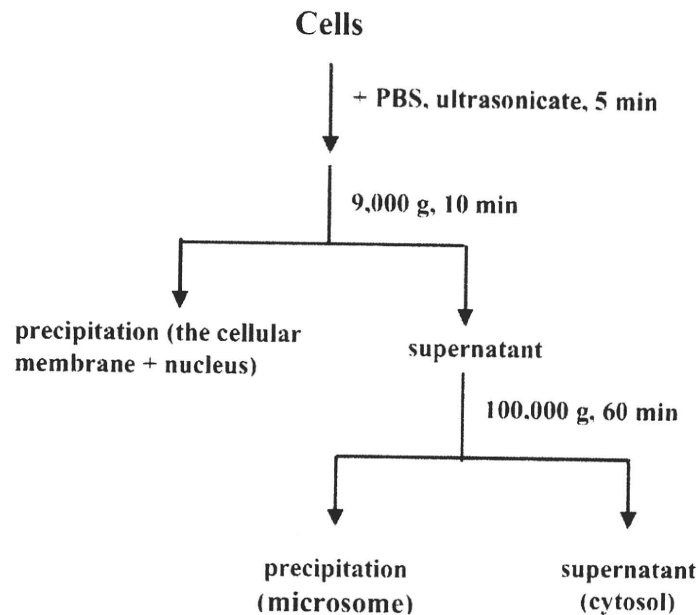 Cells
+ PBS, ultrasonicate, 5 min
9,000 g, 10 min
precipitation (the cellular
membrane + nucleus)
supernatant
100.000 g, 60 min
precipitation
(microsome)
supernatant
(cytosol)